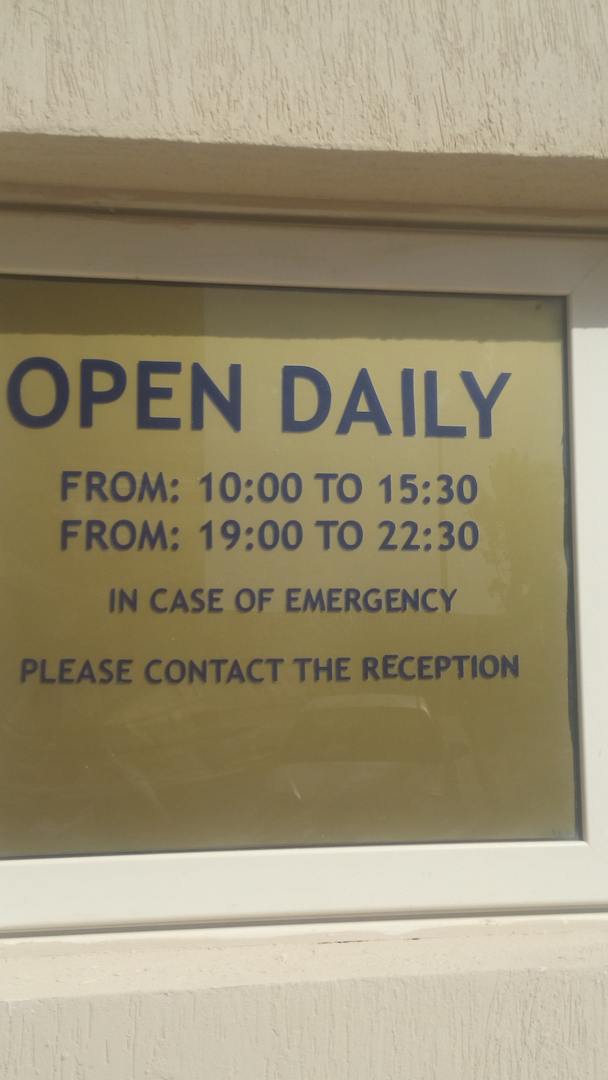 OPEN DAILY
FROM: 10:00 TO 15:30
FROM: 19:00 TO 22:30
IN CASE OF EMERGENCY
PLEASE CONTACT THE RECEPTION